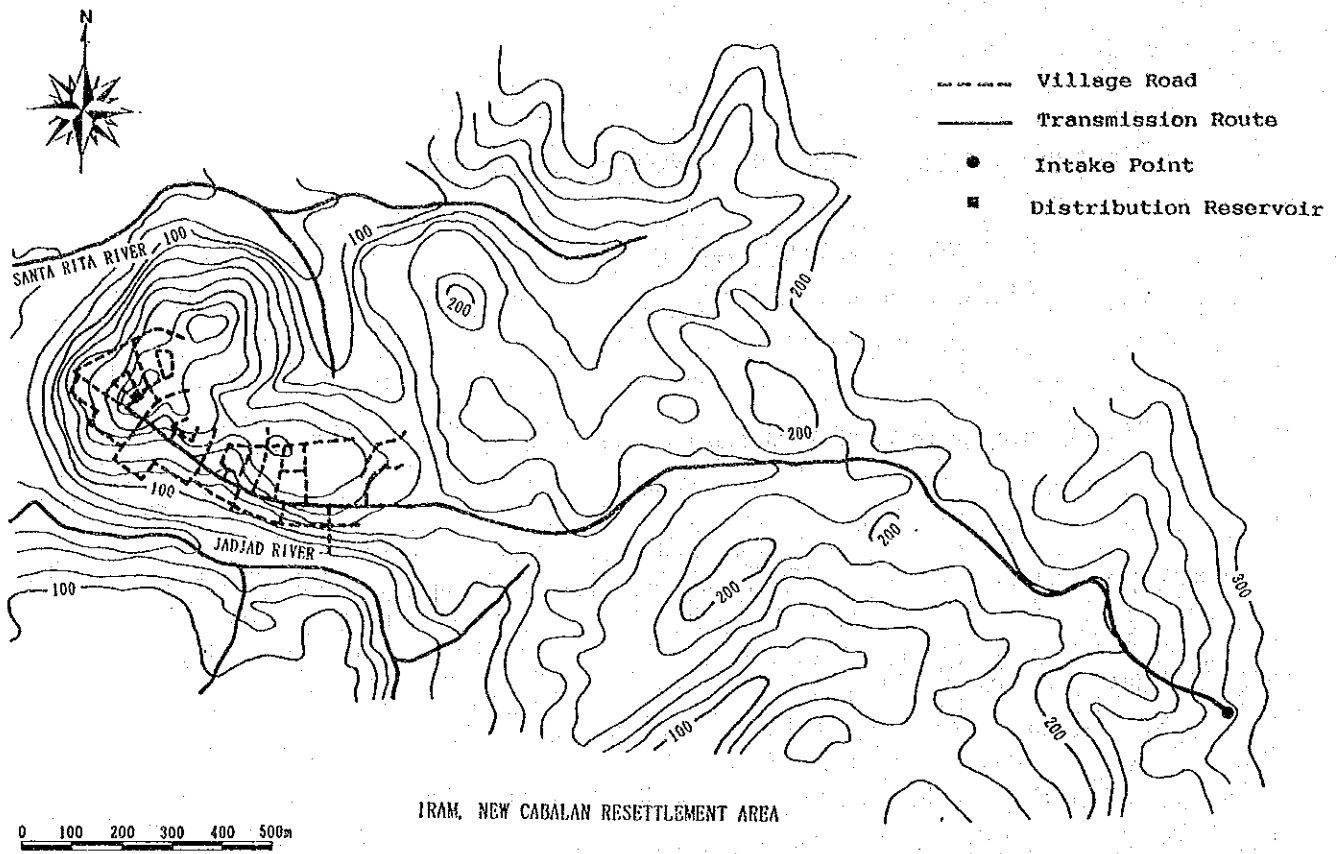 N
Village Road
Transmission Route
Intake Point
Distribution Reservoir
100
100
SANTA RITA RIVER
200
200
200
100
200
JADJAD RIVER
100
200
300
200
100
IRAM, NEW CABALAN RESETTLEMENT AREA
0 100 200 300 400 500m